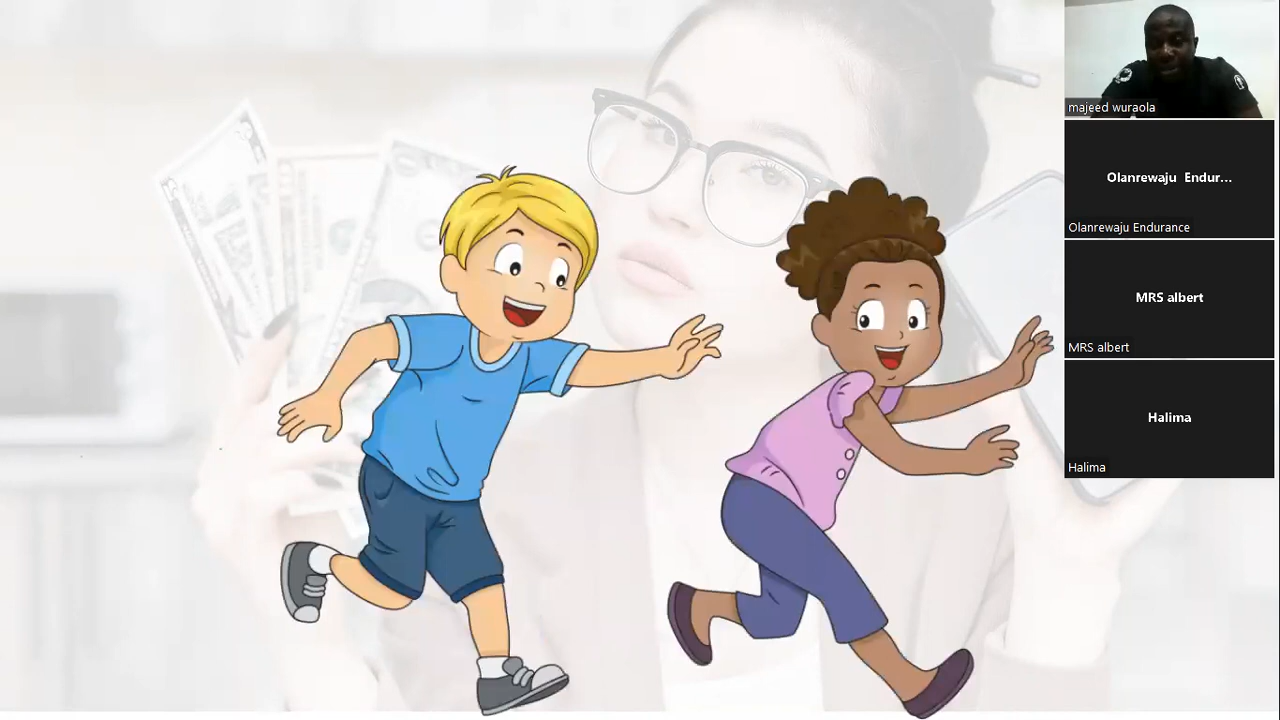 majeed wuraola
Olanrewaju Endur...
Olanrewaju Endurance
MRS albert
MRS albert
Halima
Halima